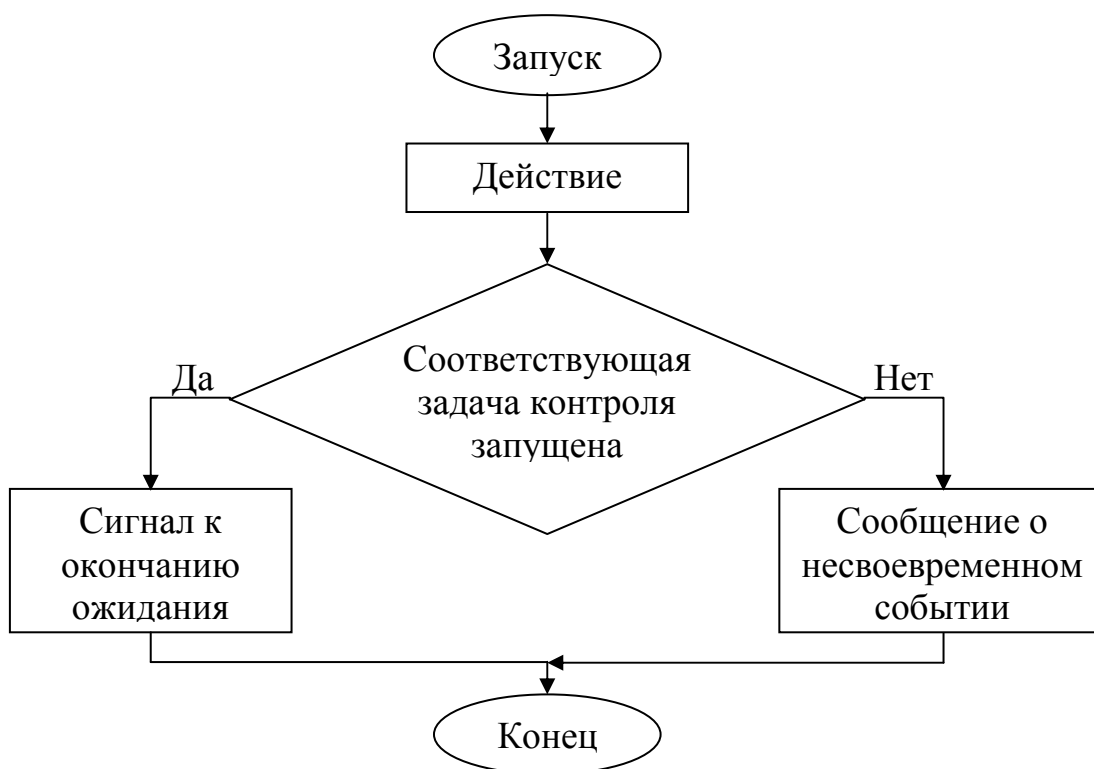 Запуск
Действие
Соответствующая
задача контроля
запущена
Да
Нет
Сигнал к
окончанию
ожидания
Сообщение о
несвоевременном
событии
Конец